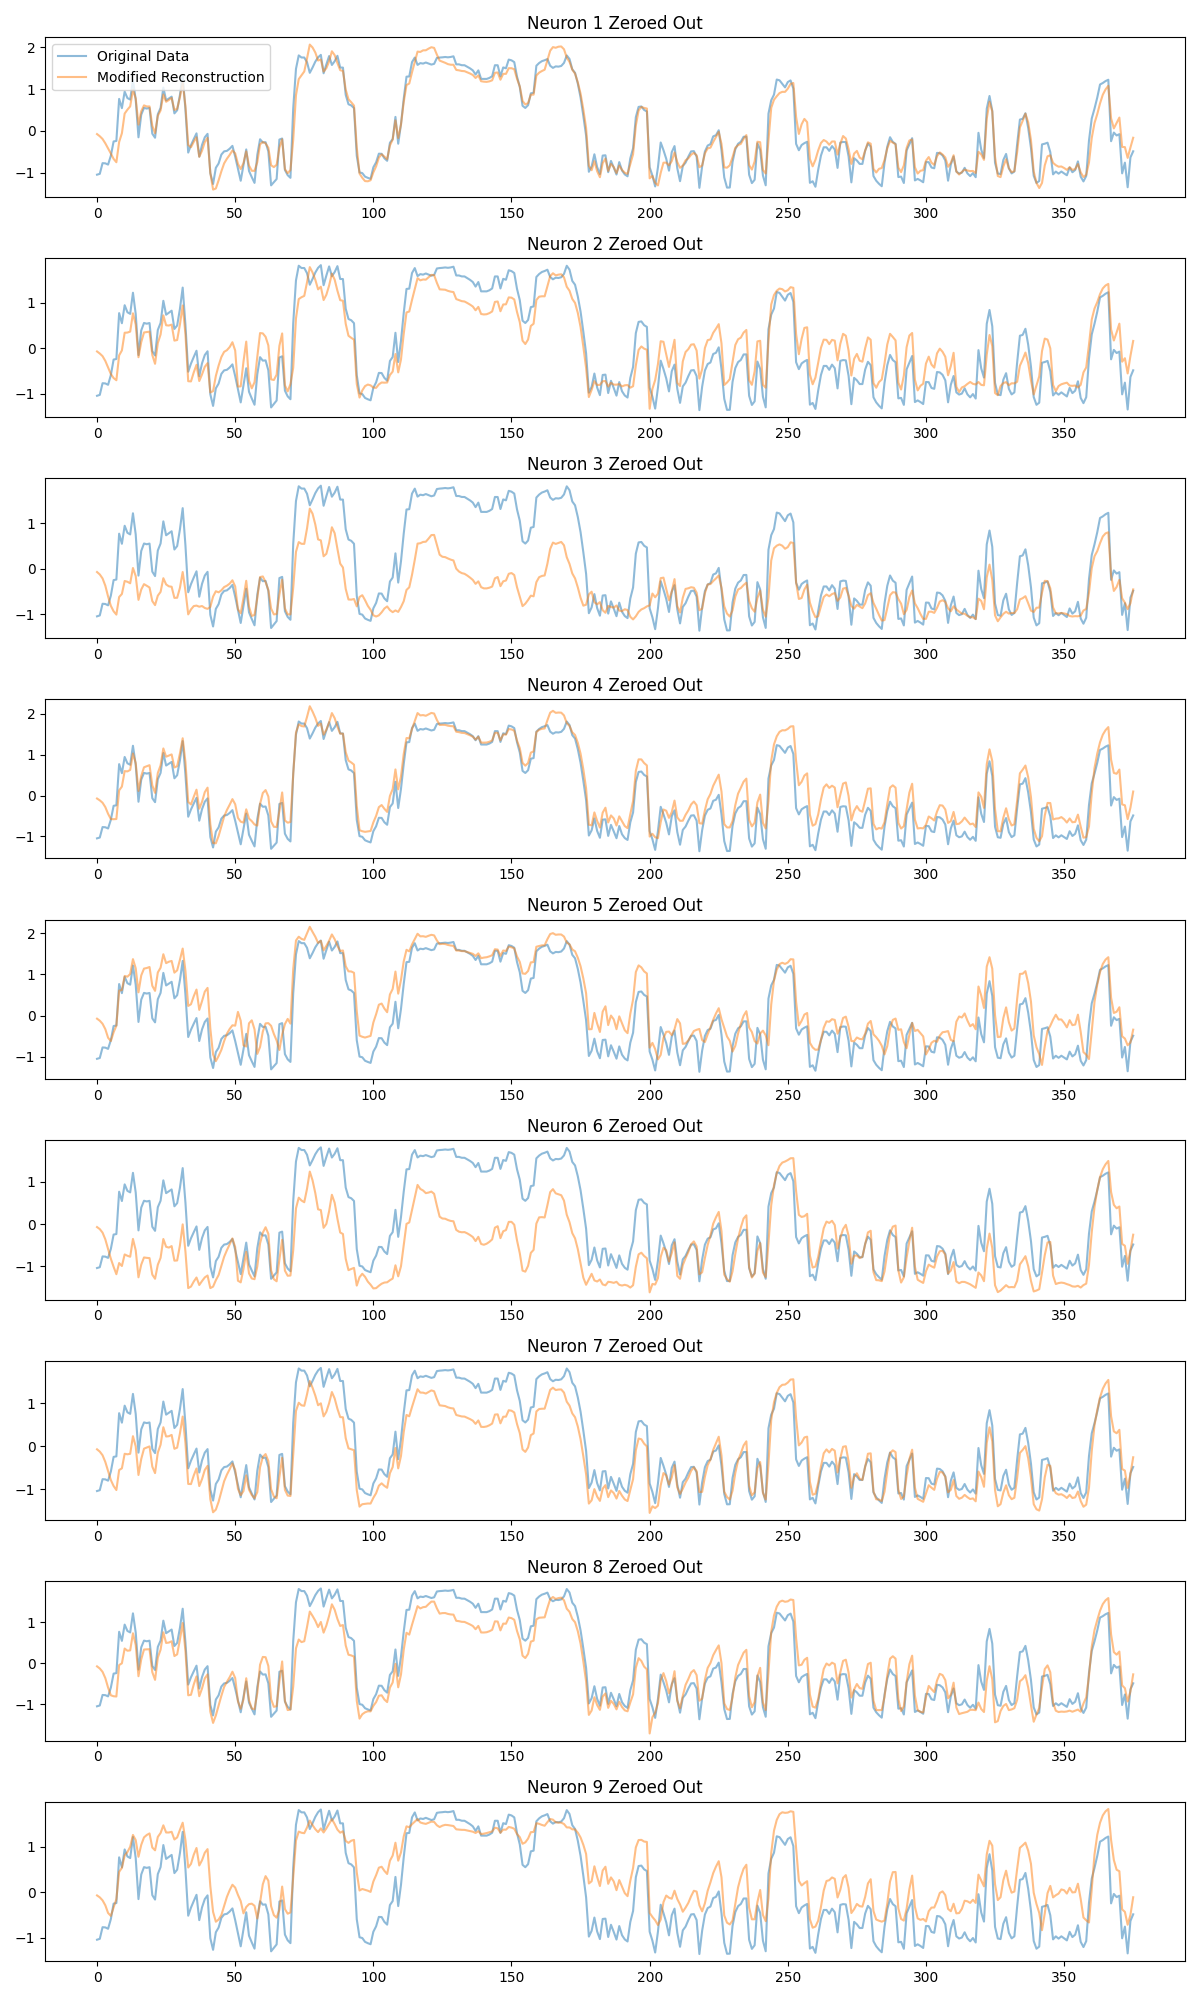 Neuron 1 Zeroed Out
Original Data
Modified Reconstruction
2
1
0
−1
0 50 100 150 200 250 300 350
Neuron 2 Zeroed Out
1
0
−1
0 50 100 150 200 250 300 350
Neuron 3 Zeroed Out
1
0
−1
0 50 100 150 200 250 300 350
Neuron 4 Zeroed Out
2
1
0
−1
0 50 100 150 200 250 300 350
Neuron 5 Zeroed Out
2
1
0
−1
0 50 100 150 200 250 300 350
Neuron 6 Zeroed Out
1
0
−1
0 50 100 150 200 250 300 350
Neuron 7 Zeroed Out
1
0
−1
0 50 100 150 200 250 300 350
Neuron 8 Zeroed Out
1
0
−1
0 50 100 150 200 250 300 350
Neuron 9 Zeroed Out
1
0
−1
0 50 100 150 200 250 300 350